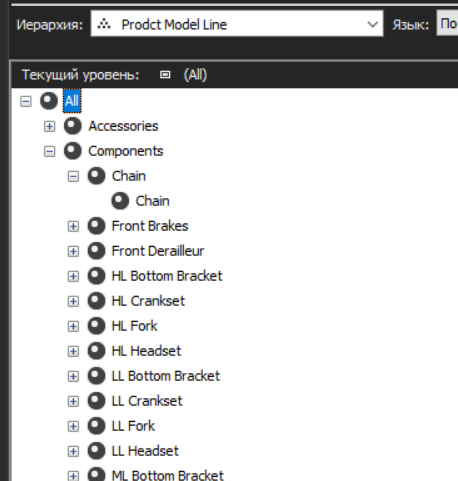 Иерархия: Prodct Model Line Язык: По
Текущий уровень: (All)
All
Accessories
Components
Chain
Chain
Front Brakes
Front Derailleur
HL Bottom Bracket
HL Crankset
HL Fork
HL Headset
LL Bottom Bracket
LL Crankset
LL Fork
LL Headset
ML Bottom Bracket